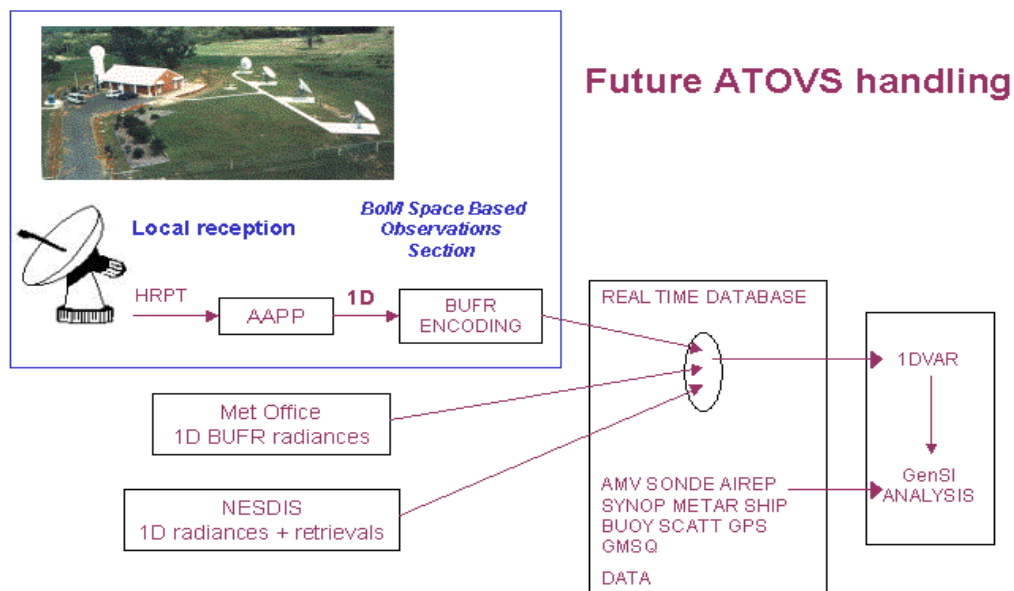 Future ATOVS handling
Local reception
BoM Space Based
Observations
Section
HRPT
AAPP
1D
BUFR
ENCODING
Met Office
1D BUFR radiances
NESDIS
1D radiances + retrievals
REAL TIME DATABASE
AMV SONDE AIREP
SYNOP METAR SHIP
BUOY SCATT GPS
GMSQ
DATA
1DVAR
GenSI
ANALYSIS